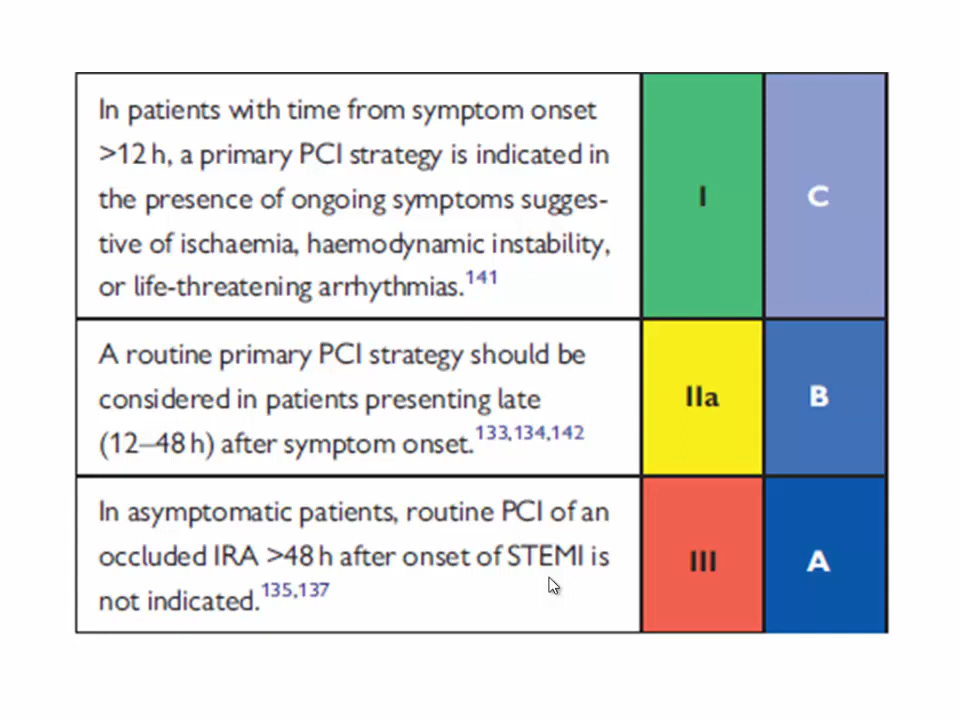 In patients with time from symptom onset
>12 h, a primary PCI strategy is indicated in
the presence of ongoing symptoms sugges-
tive of ischaemia, haemodynamic instability,
or life-threatening arrhythmias.141
I
C
A routine primary PCI strategy should be
considered in patients presenting late
(12–48 h) after symptom onset.133,134,142
IIa
B
In asymptomatic patients, routine PCI of an
occluded IRA >48 h after onset of STEMI is
not indicated.135,137
III
A